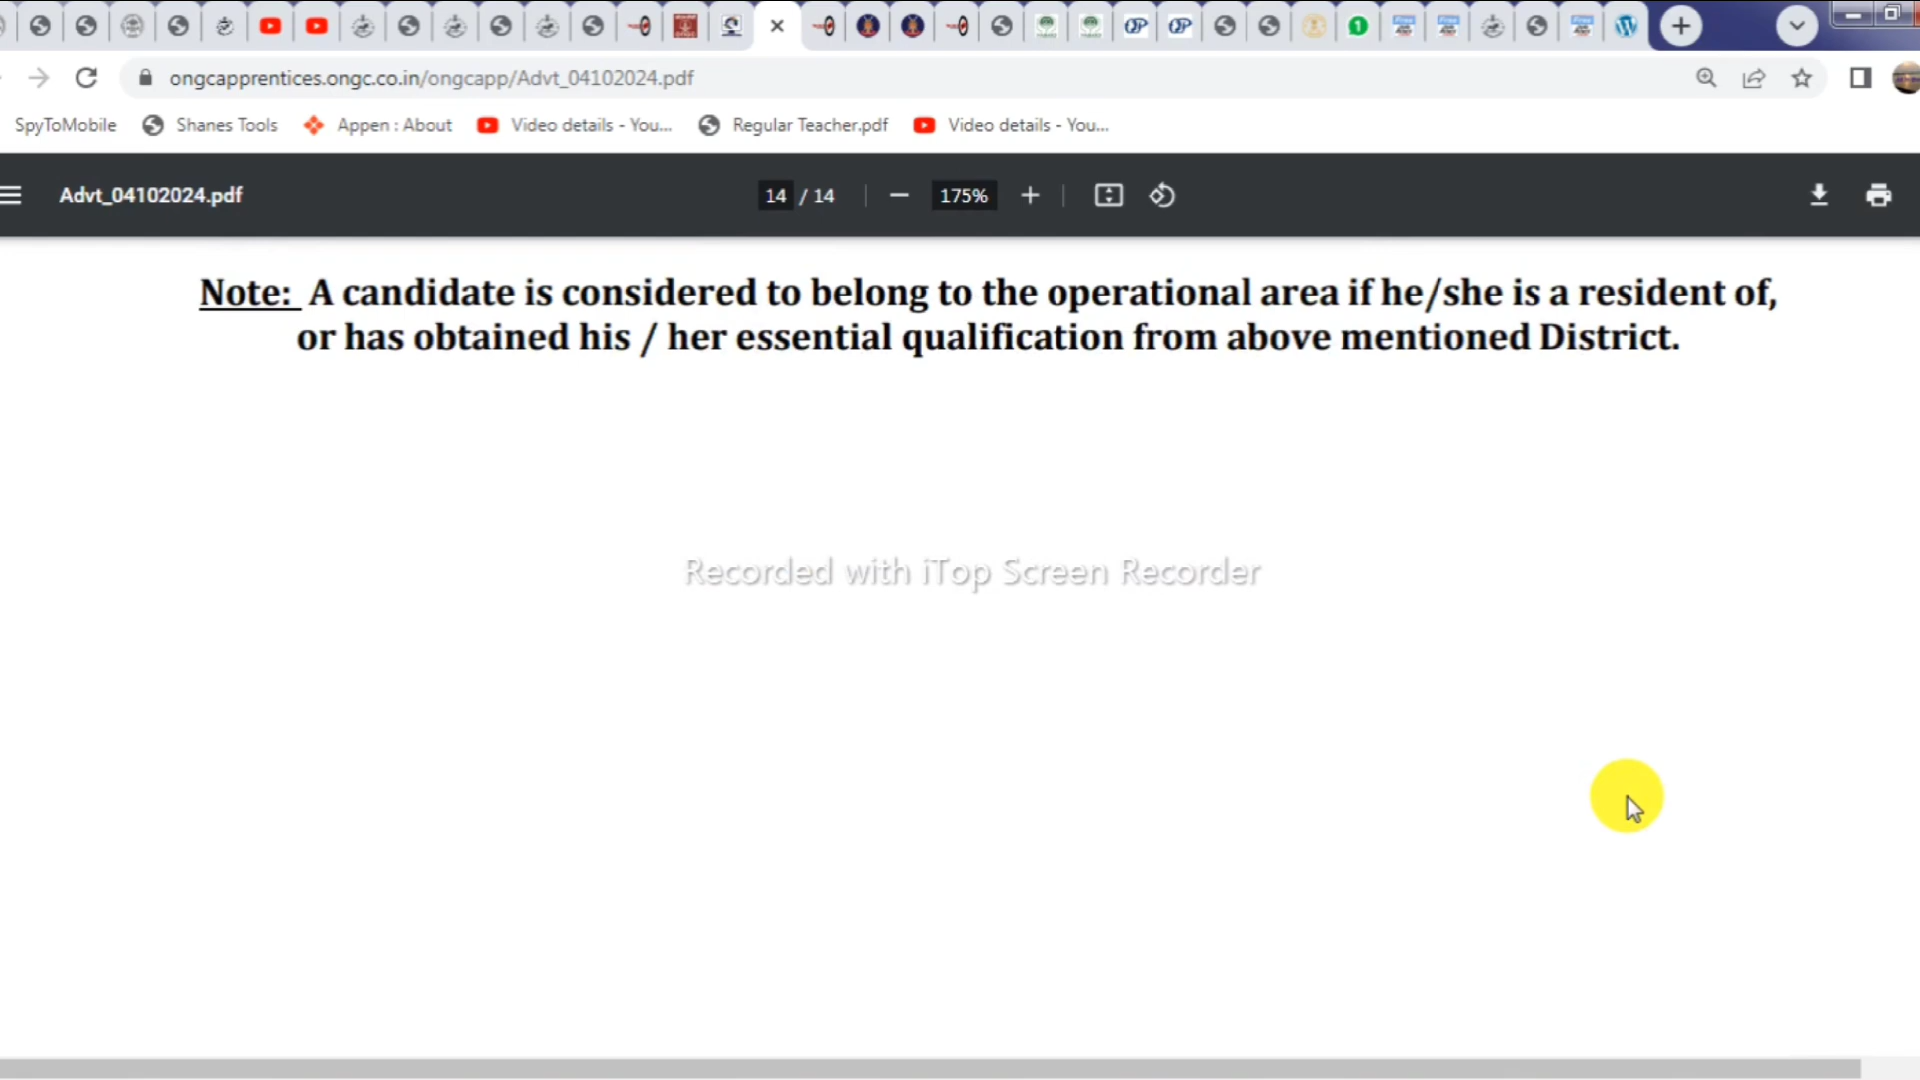 ongcapprentices.ongc.co.in/ongcapp/Advt_04102024.pdf
SpyToMobile Shanes Tools Appen : About Video details - You... Regular Teacher.pdf Video details - You...
Advt_04102024.pdf 14 / 14 175%
Note: A candidate is considered to belong to the operational area if he/she is a resident of,
or has obtained his / her essential qualification from above mentioned District.
Recorded with iTop Screen Recorder